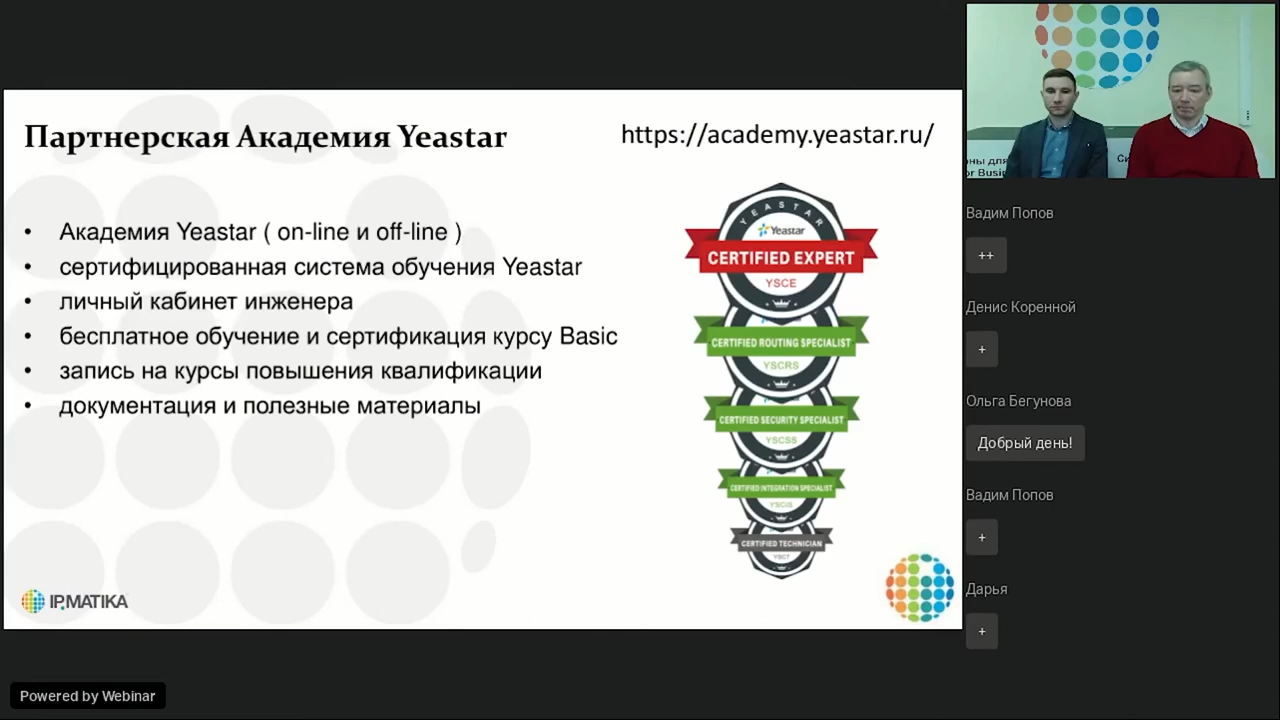 Партнерская Академия Yeastar
https://academy.yeastar.ru/
• Академия Yeastar ( on-line и off-line )
• сертифицированная система обучения Yeastar
• личный кабинет инженера
• бесплатное обучение и сертификация курсу Basic
• запись на курсы повышения квалификации
• документация и полезные материалы
YEASTAR
Yeastar
CERTIFIED EXPERT
YSCE
CERTIFIED ROUTING SPECIALIST
YSCRS
CERTIFIED SECURITY SPECIALIST
YSCSS
CERTIFIED INTEGRATION SPECIALIST
YSCIS
CERTIFIED TECHNICIAN
YSCT
IPMATIKA
Вадим Попов
++
Денис Коренной
+
Ольга Бегунова
Добрый день!
Вадим Попов
+
Дарья
+
Powered by Webinar